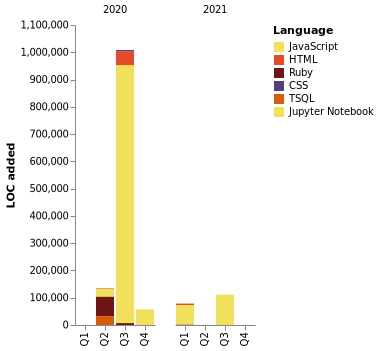 2020 2021
LOC added
1,100,000
1,000,000
900,000
800,000
700,000
600,000
500,000
400,000
300,000
200,000
100,000
0
Q1 Q2 Q3 Q4 Q1 Q2 Q3 Q4
Language
JavaScript
HTML
Ruby
CSS
TSQL
Jupyter Notebook